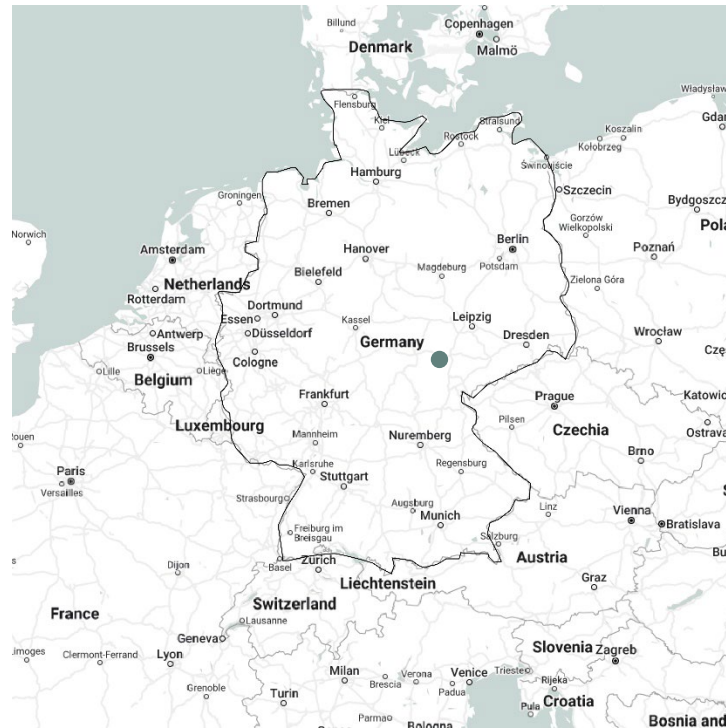 Billund
Copenhagen
Denmark
Malmö
Flensburg
Kiel
Stralsund
Rostock
Lübeck
Koszalin
Kołobrzeg
Świnoujście
Hamburg
Szczecin
Groningen
Bremen
Bydgoszcz
Norwich
Gorzów
Wielkopolski
Amsterdam
Hanover
Berlin
Poznań
Netherlands
Bielefeld
Magdeburg
Potsdam
Zielona Góra
Rotterdam
Dortmund
Essen
Kassel
Leipzig
Antwerp
Düsseldorf
Germany
Dresden
Wrocław
Brussels
Cologne
Lille
Liège
Belgium
Frankfurt
Prague
Katowic
Luxembourg
Mannheim
Nuremberg
Pilsen
Czechia
Ostrava
Rouen
Brno
Paris
Karlsruhe
Regensburg
Versailles
Stuttgart
Strasbourg
Augsburg
Munich
Linz
Vienna
Bratislava
Freiburg im
Breisgau
Salzburg
Austria
Dijon
Basel
Zürich
Liechtenstein
Graz
France
Switzerland
Lausanne
Geneva
Slovenia
Zagreb
Limoges
Clermont-Ferrand
Lyon
Milan
Verona
Venice
Trieste
Rijeka
Grenoble
Turin
Brescia
Padua
Pula
Croatia
Parma
Bologna
Bosnia and